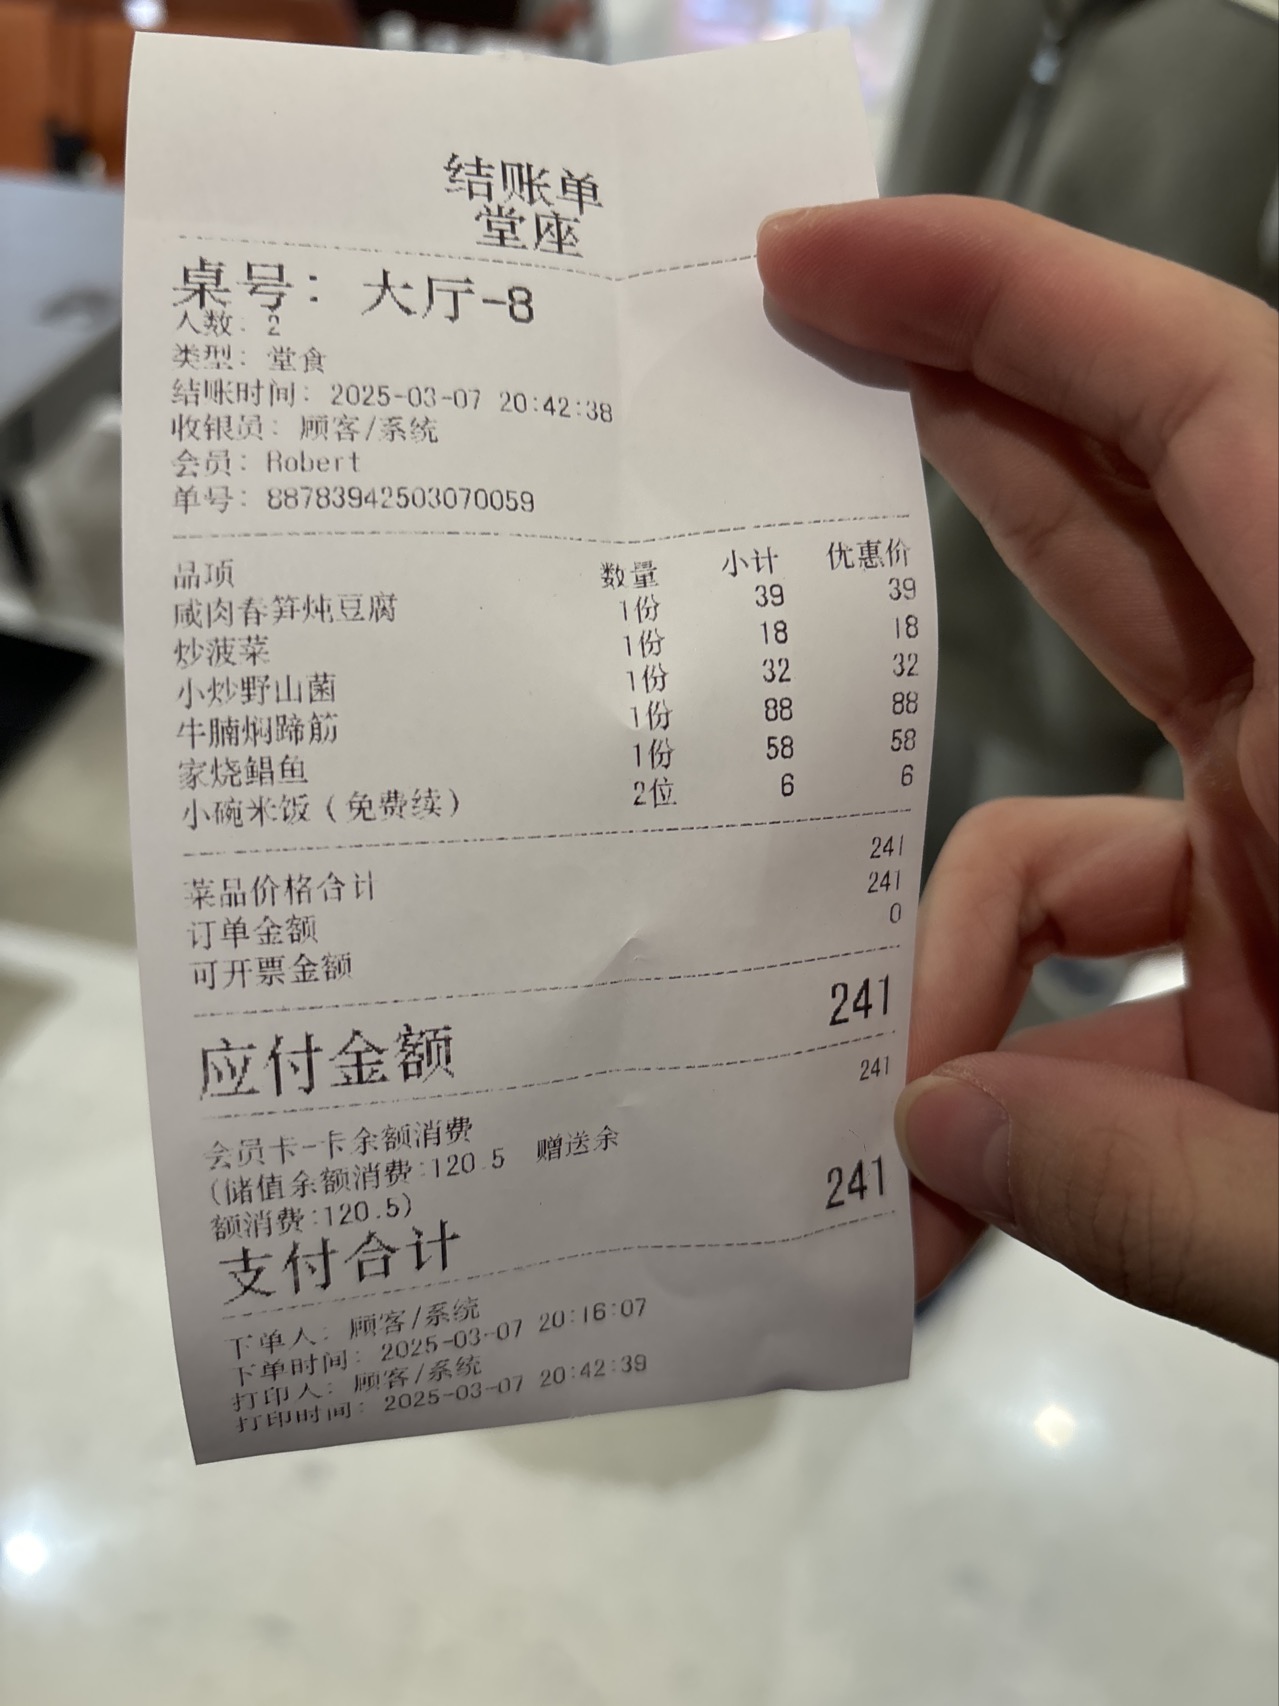 结账单
堂座
桌号：大厅-8
人数：2
类型：堂食
结账时间：2025-03-07 20:42:38
收银员：顾客/系统
会员：Robert
单号：88783942503070059
品项 数量 小计 优惠价
咸肉春笋炖豆腐 1份 39 39
炒菠菜 1份 18 18
小炒野山菌 1份 32 32
牛腩焖蹄筋 1份 88 88
家烧鲳鱼 1份 58 58
小碗米饭（免费续） 2位 6 6
菜品价格合计 241
订单金额 241
可开票金额 0
应付金额 241
会员卡-卡余额消费 241
(储值余额消费:120.5 赠送余
额消费:120.5)
支付合计 241
下单人：顾客/系统
下单时间：2025-03-07 20:16:07
打印人：顾客/系统
打印时间：2025-03-07 20:42:39